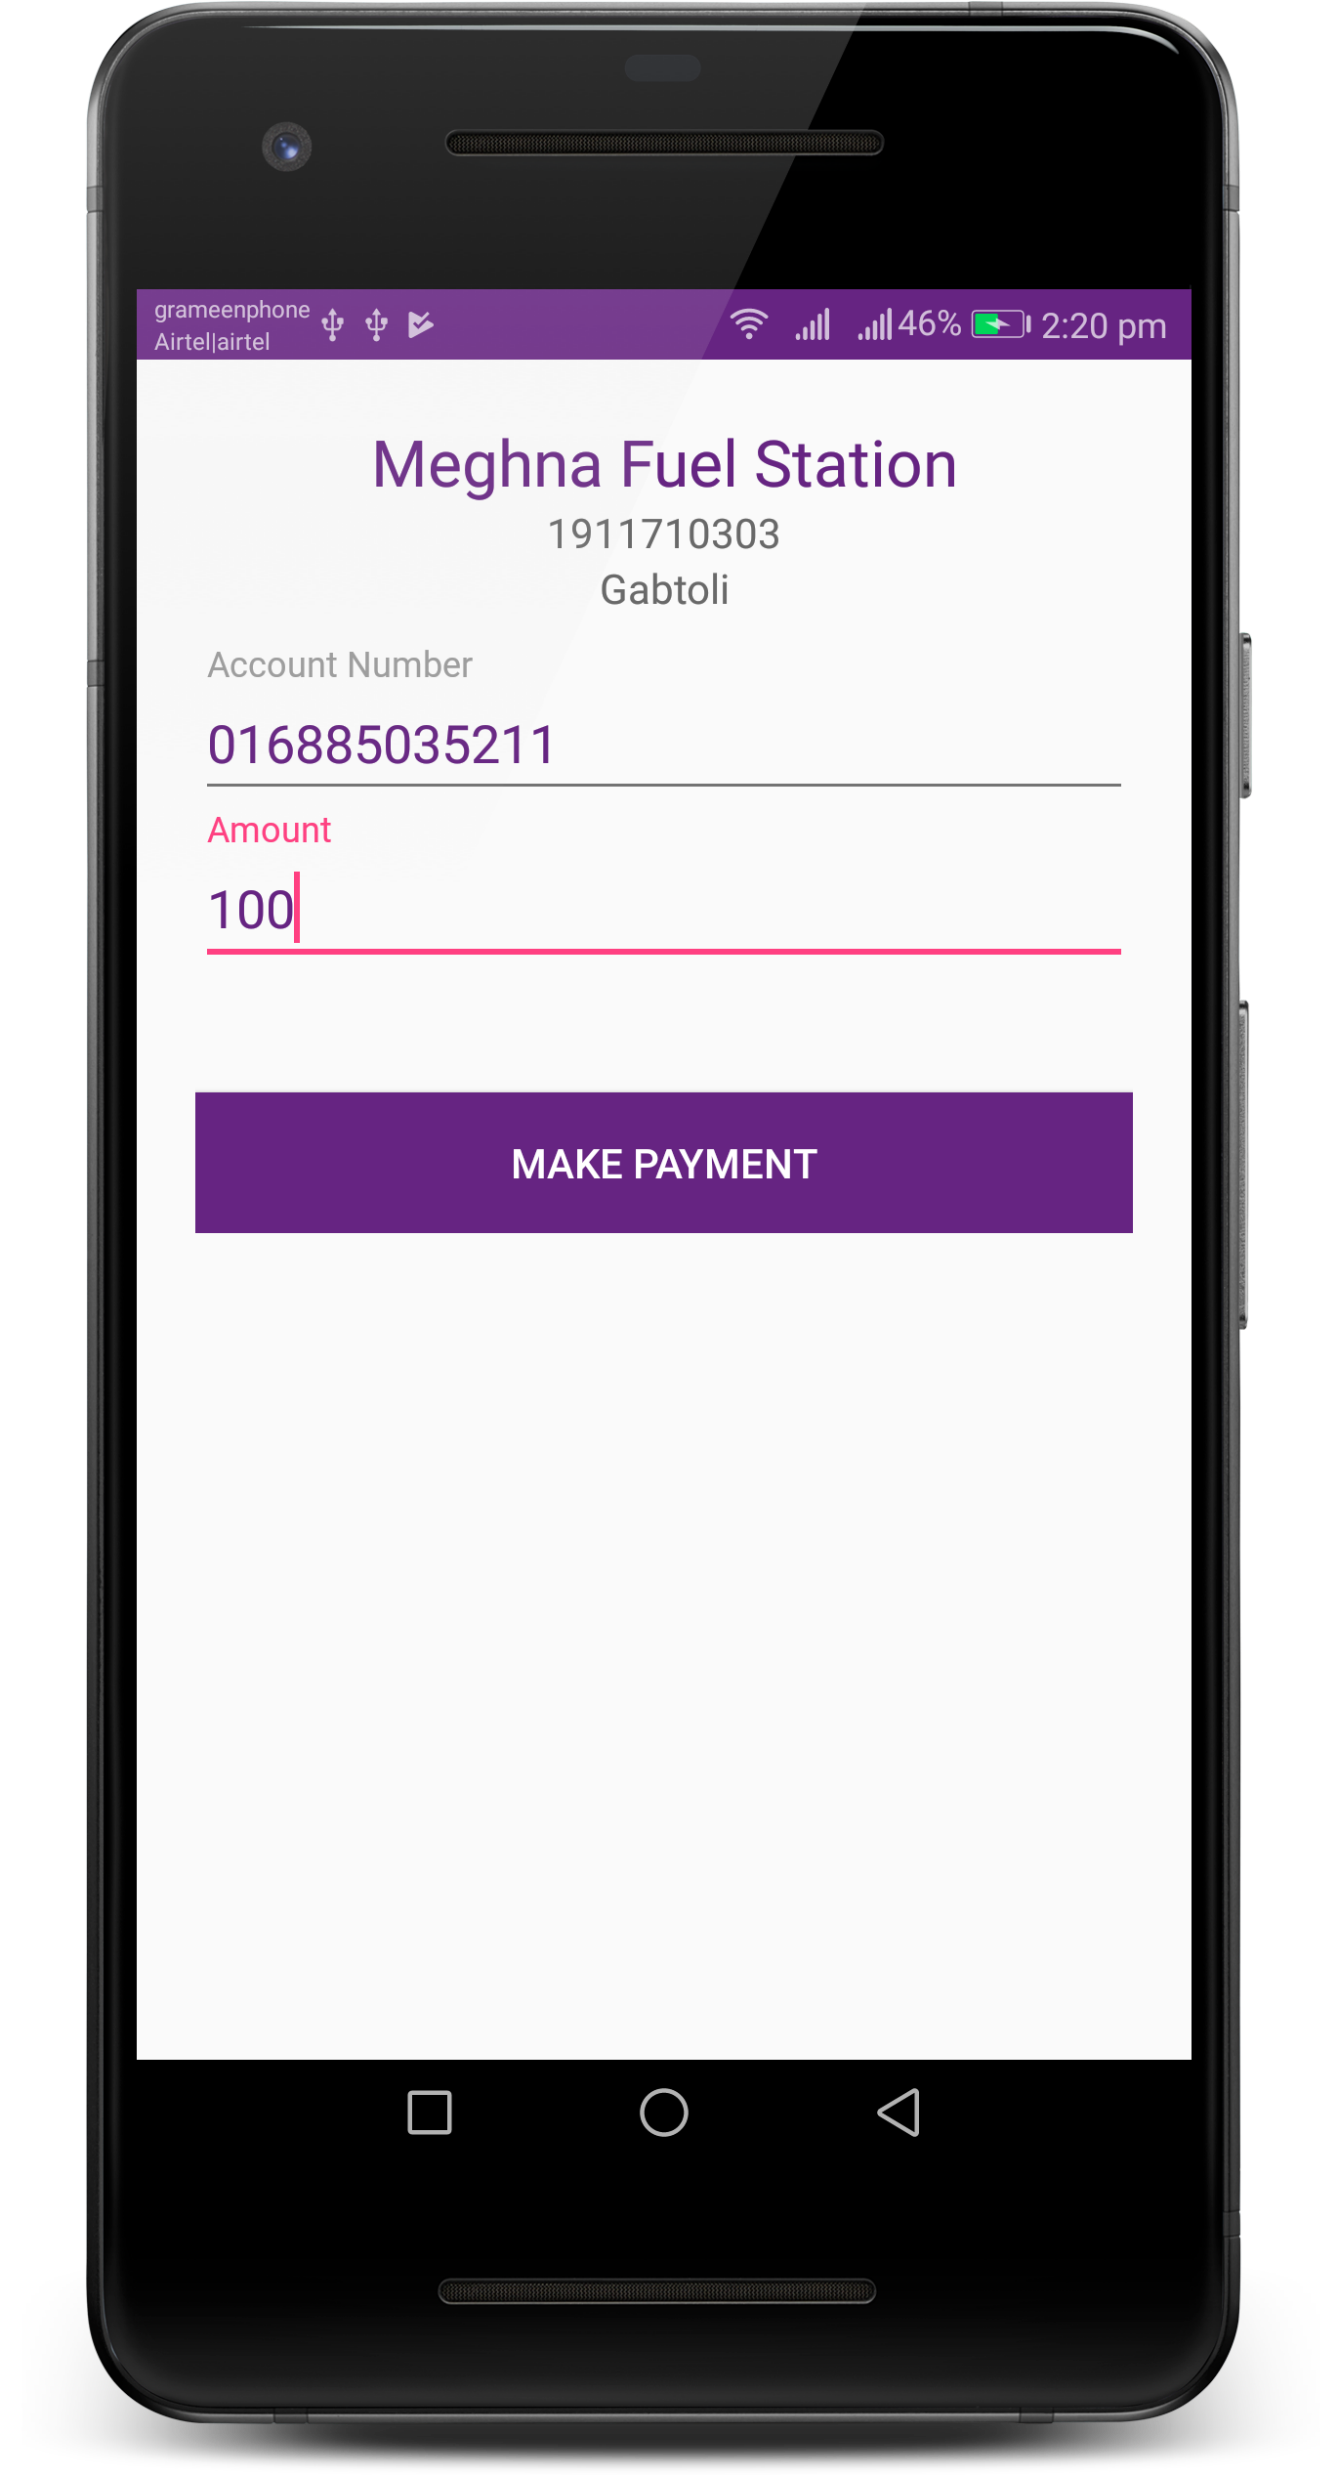 grameenphone
Airtel|airtel
46%
2:20 pm
Meghna Fuel Station
1911710303
Gabtoli
Account Number
016885035211
Amount
100
MAKE PAYMENT